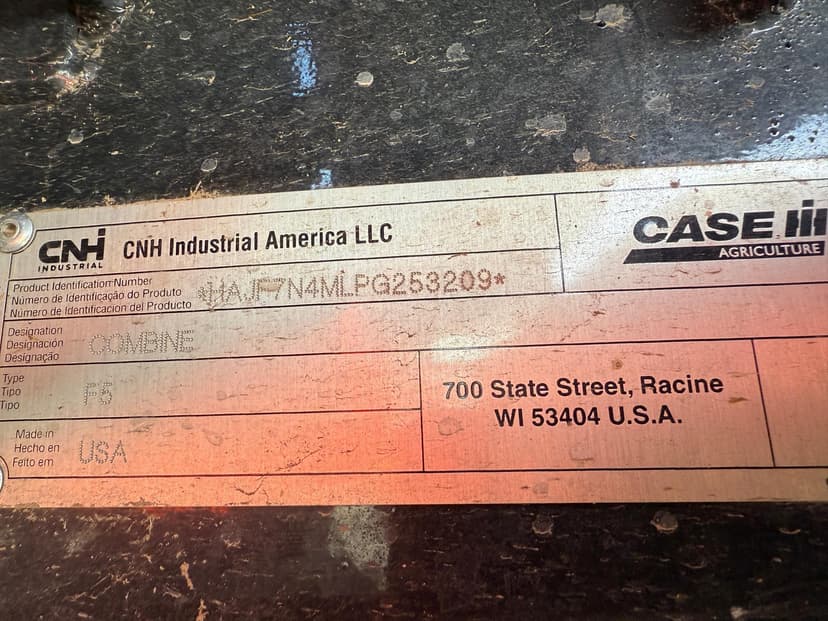 CNH
INDUSTRIAL
CNH Industrial America LLC
CASE IH
AGRICULTURE
Product Identification Number
Número de Identificação do Produto
Número de Identificacion del Producto
N4MLPG253209*
Designation
Designación
Designação
COMBINE
Type
Tipo
Tipo
F5
Made in
Hecho en
Feito em
USA
700 State Street, Racine
WI 53404 U.S.A.